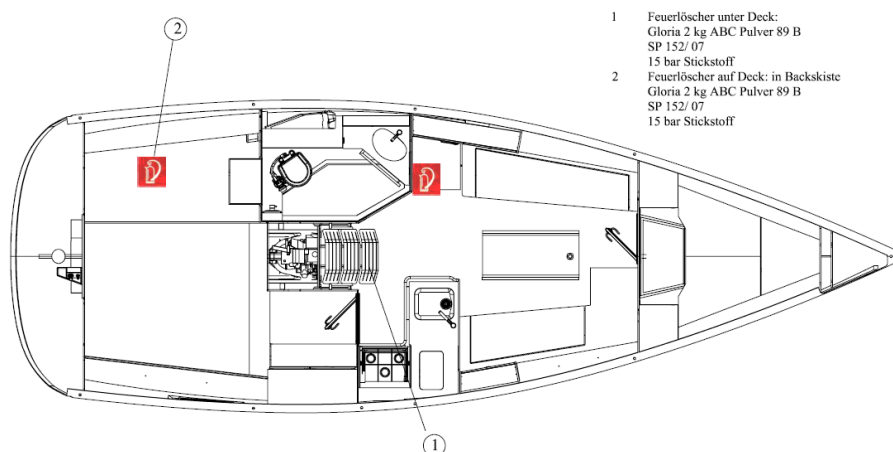 2
1 Feuerlöscher unter Deck:
Gloria 2 kg ABC Pulver 89 B
SP 152/ 07
15 bar Stickstoff
2 Feuerlöscher auf Deck: in Backskiste
Gloria 2 kg ABC Pulver 89 B
SP 152/ 07
15 bar Stickstoff
1